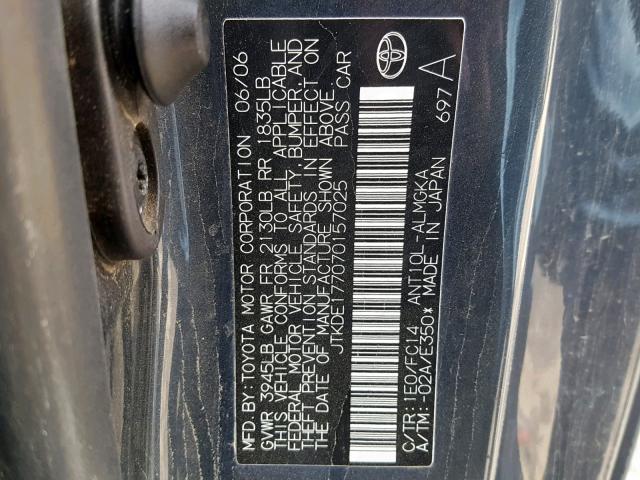 MFD. BY: TOYOTA MOTOR CORPORATION 06/06
GVWR 3945LB GAWR FR 2130LB RR 1835LB
THIS VEHICLE CONFORMS TO ALL APPLICABLE
FEDERAL MOTOR VEHICLE SAFETY, BUMPER, AND
THEFT PREVENTION STANDARDS IN EFFECT ON
THE DATE OF MANUFACTURE SHOWN ABOVE.
JTKDE177070157025 PASS CAR
C/TR: 1E0/FC14 ANT10L-ALMGKA 697 A
A/TM: -02A/E350* MADE IN JAPAN